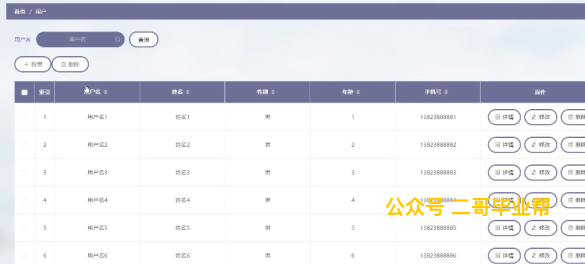 首页 / 用户
用户名 用户名 查询
+ 新增 删除
索引 用户名 姓名 性别 年龄 手机号 操作
1 用户名1 姓名1 男 1 13823888881 详情 修改 删除
2 用户名2 姓名2 男 2 13823888882 详情 修改 删除
3 用户名3 姓名3 男 3 13823888883 详情 修改 删除
4 用户名4 姓名4 男 4 13823888884 详情 修改 删除
公众号 二哥毕业帮
5 用户名5 姓名5 男 5 13823888885 详情 修改 删除
6 用户名6 姓名6 男 6 13823888886 详情 修改 删除